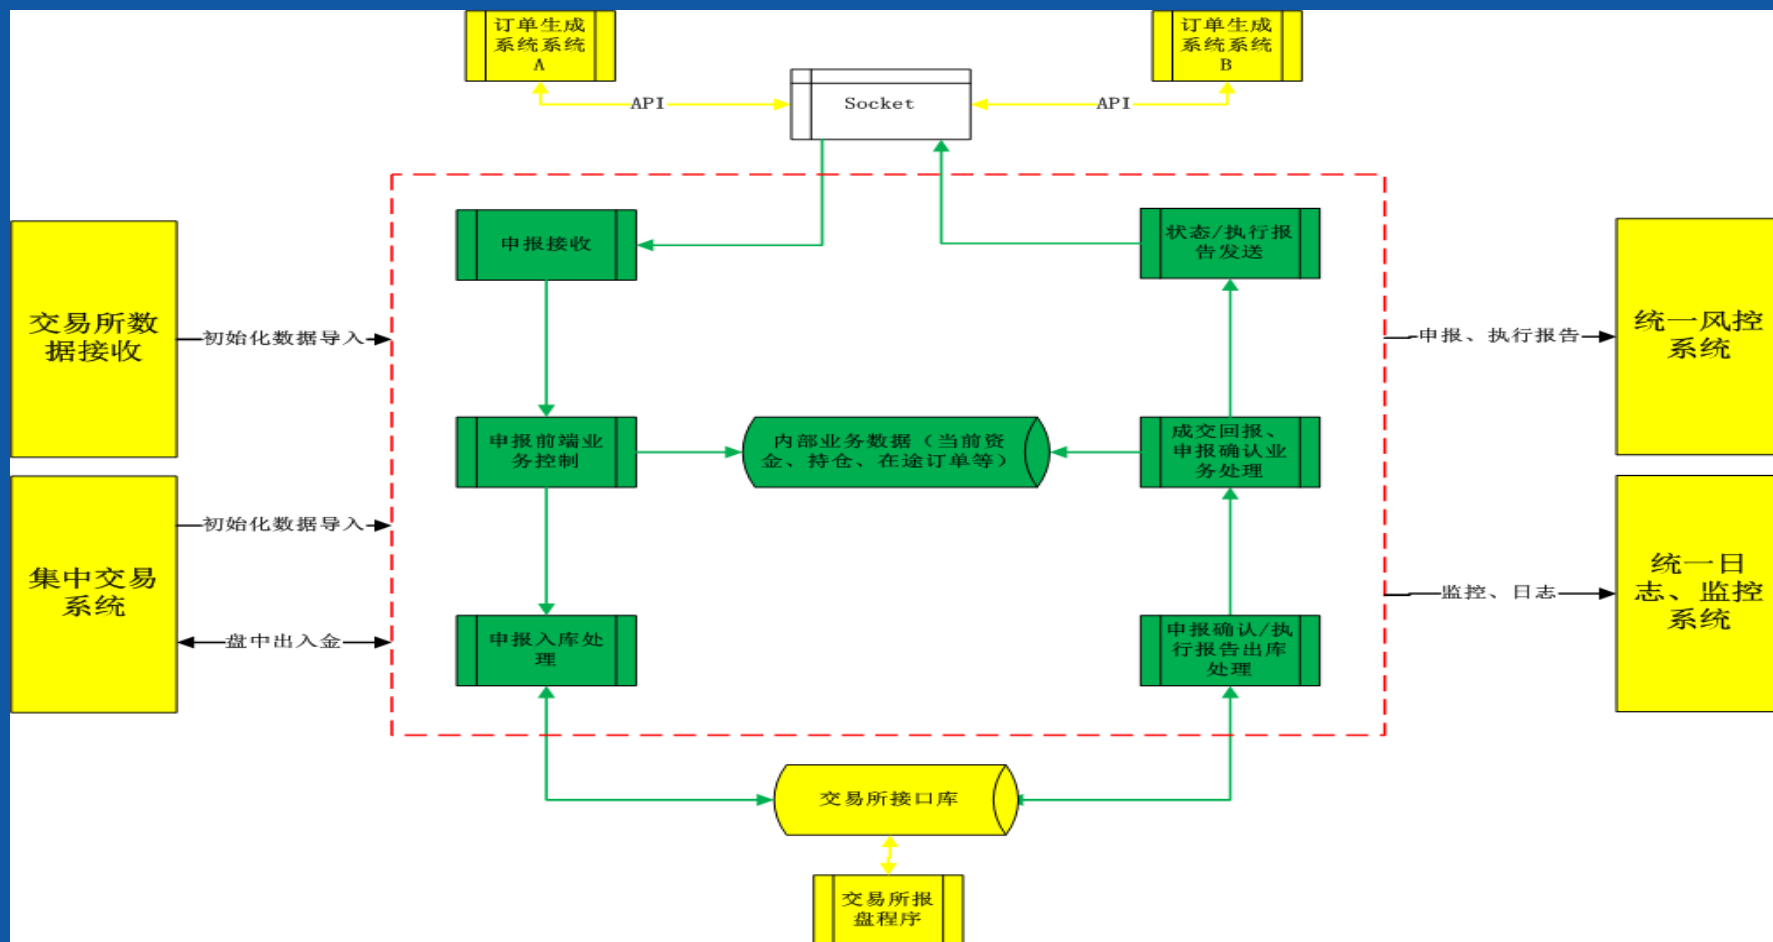 订单生成
系统系统
A
订单生成
系统系统
B
API
Socket
API
申报接收
状态/执行报
告发送
交易所数
据接收
初始化数据导入
申报、执行报告
统一风控
系统
申报前端业
务控制
内部业务数据（当前资
金、持仓、在途订单等）
成交回报、
申报确认业
务处理
集中交易
系统
初始化数据导入
盘中出入金
监控、日志
统一日
志、监控
系统
申报入库处
理
申报确认/执
行报告出库
处理
交易所接口库
交易所报
盘程序